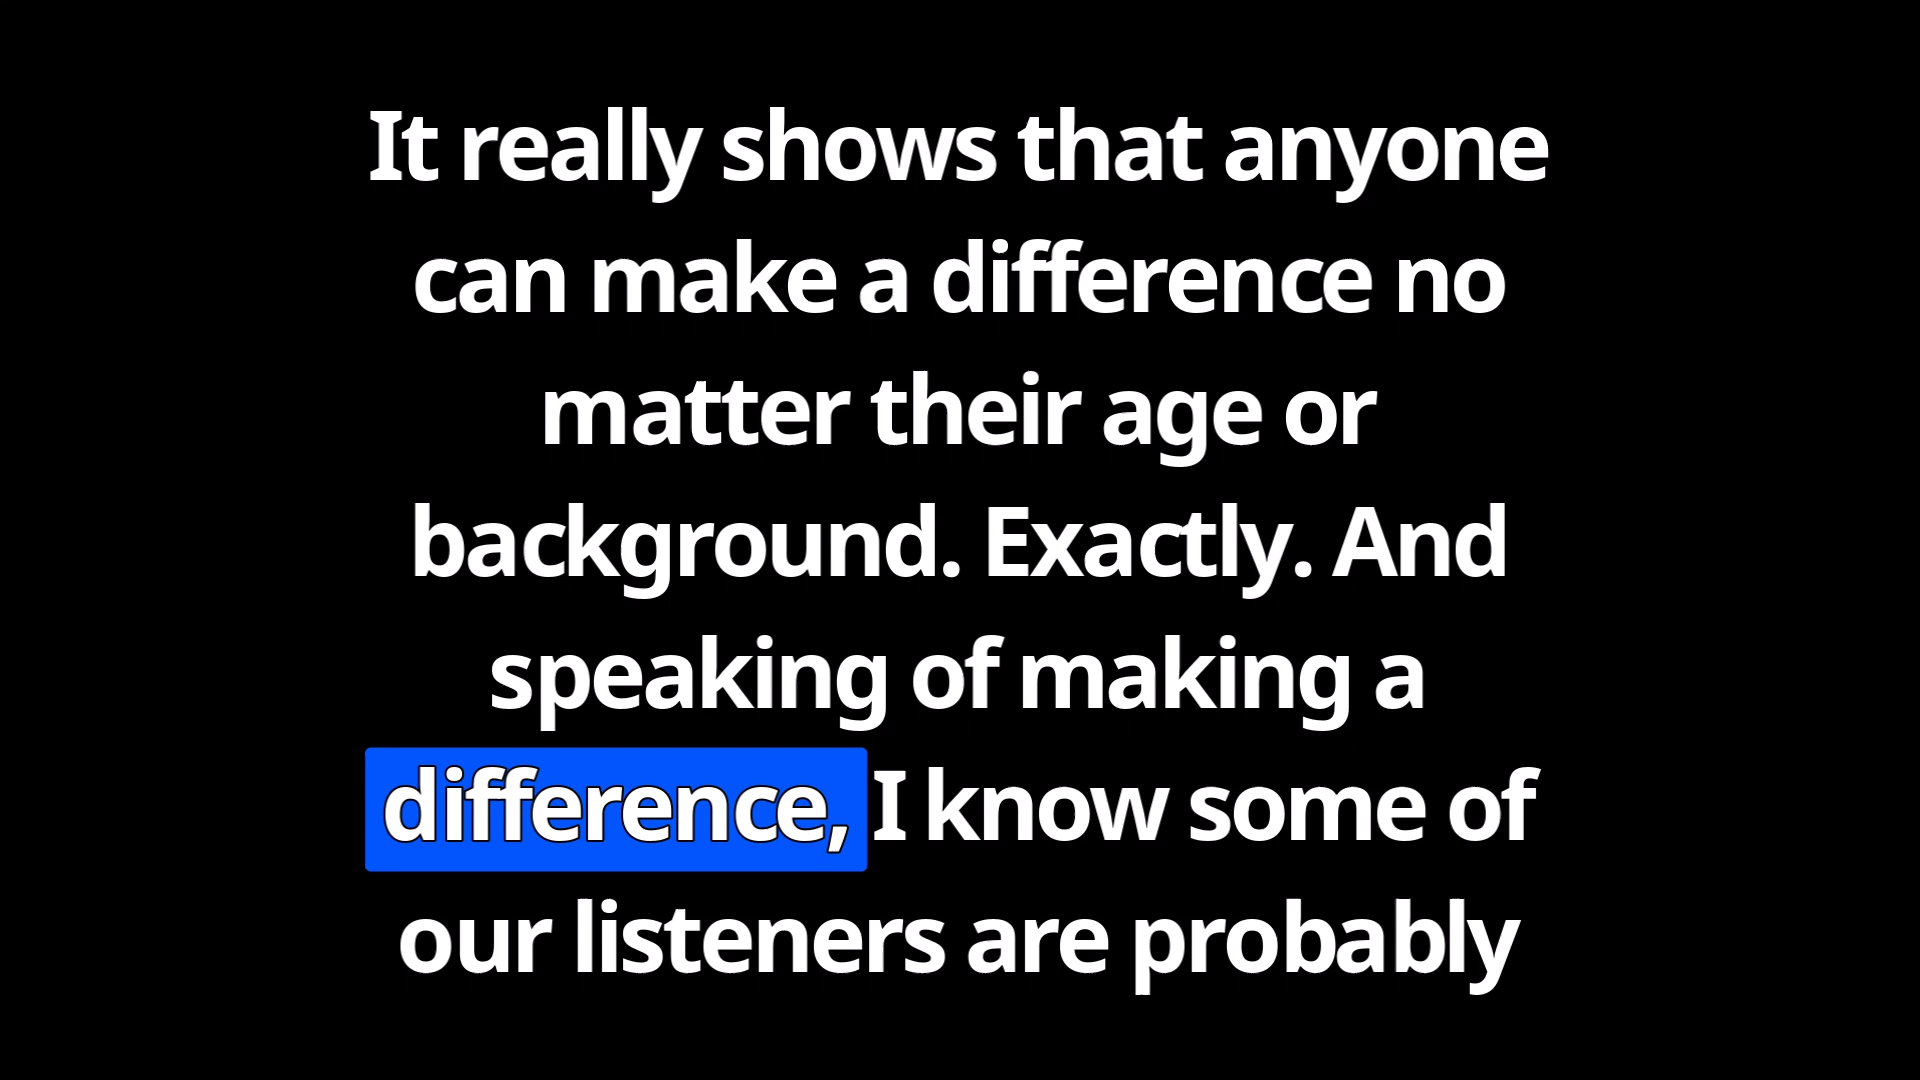 It really shows that anyone
can make a difference no
matter their age or
background. Exactly. And
speaking of making a
difference, I know some of
our listeners are probably